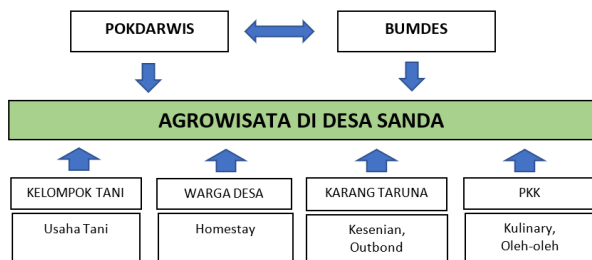 POKDARWIS
BUMDES
AGROWISATA DI DESA SANDA
KELOMPOK TANI
WARGA DESA
KARANG TARUNA
PKK
Usaha Tani
Homestay
Kesenian,
Outbond
Kulinary,
Oleh-oleh